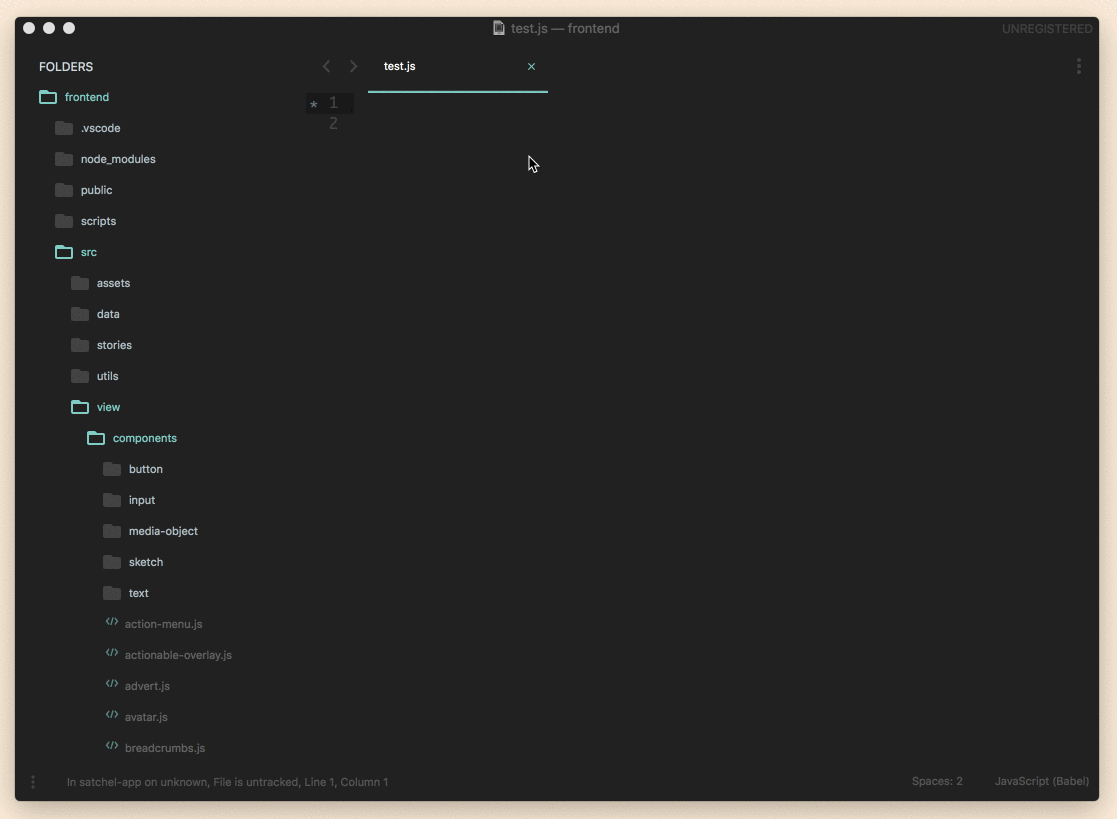 test.js — frontend
UNREGISTERED
FOLDERS
frontend
.vscode
node_modules
public
scripts
src
assets
data
stories
utils
view
components
button
input
media-object
sketch
text
action-menu.js
actionable-overlay.js
advert.js
avatar.js
breadcrumbs.js
test.js ×
* 1
2
In satchel-app on unknown, File is untracked, Line 1, Column 1
Spaces: 2
JavaScript (Babel)